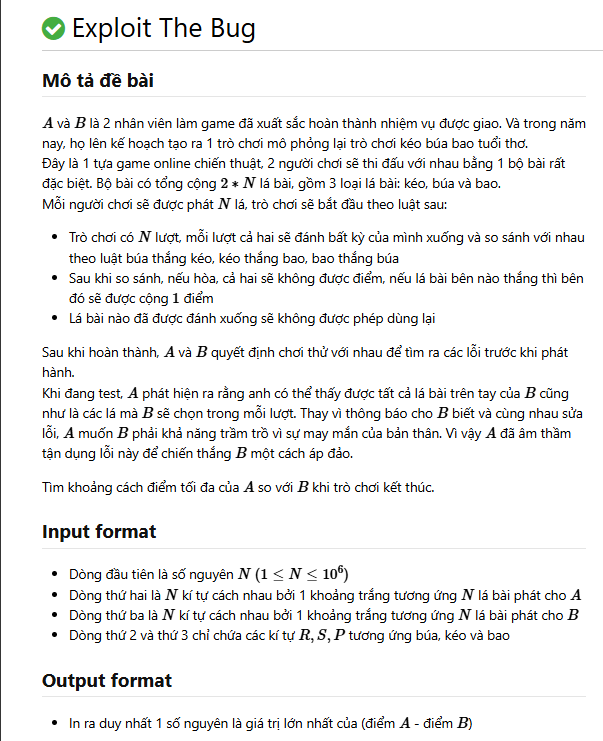 Exploit The Bug
Mô tả đề bài
A và B là 2 nhân viên làm game đã xuất sắc hoàn thành nhiệm vụ được giao. Và trong năm
nay, họ lên kế hoạch tạo ra 1 trò chơi mô phỏng lại trò chơi kéo búa bao tuổi thơ.
Đây là 1 tựa game online chiến thuật, 2 người chơi sẽ thi đấu với nhau bằng 1 bộ bài rất
đặc biệt. Bộ bài có tổng cộng 2 * N lá bài, gồm 3 loại lá bài: kéo, búa và bao.
Mỗi người chơi sẽ được phát N lá, trò chơi sẽ bắt đầu theo luật sau:
• Trò chơi có N lượt, mỗi lượt cả hai sẽ đánh bất kỳ của mình xuống và so sánh với nhau
theo luật búa thắng kéo, kéo thắng bao, bao thắng búa
• Sau khi so sánh, nếu hòa, cả hai sẽ không được điểm, nếu lá bài bên nào thắng thì bên
đó sẽ được cộng 1 điểm
• Lá bài nào đã được đánh xuống sẽ không được phép dùng lại
Sau khi hoàn thành, A và B quyết định chơi thử với nhau để tìm ra các lỗi trước khi phát
hành.
Khi đang test, A phát hiện ra rằng anh có thể thấy được tất cả lá bài trên tay của B cũng
như là các lá mà B sẽ chọn trong mỗi lượt. Thay vì thông báo cho B biết và cùng nhau sửa
lỗi, A muốn B phải khả năng trầm trồ vì sự may mắn của bản thân. Vì vậy A đã âm thầm
tận dụng lỗi này để chiến thắng B một cách áp đảo.
Tìm khoảng cách điểm tối đa của A so với B khi trò chơi kết thúc.
Input format
• Dòng đầu tiên là số nguyên N (1 ≤ N ≤ 10⁶)
• Dòng thứ hai là N kí tự cách nhau bởi 1 khoảng trắng tương ứng N lá bài phát cho A
• Dòng thứ ba là N kí tự cách nhau bởi 1 khoảng trắng tương ứng N lá bài phát cho B
• Dòng thứ 2 và thứ 3 chỉ chứa các kí tự R, S, P tương ứng búa, kéo và bao
Output format
• In ra duy nhất 1 số nguyên là giá trị lớn nhất của (điểm A - điểm B)